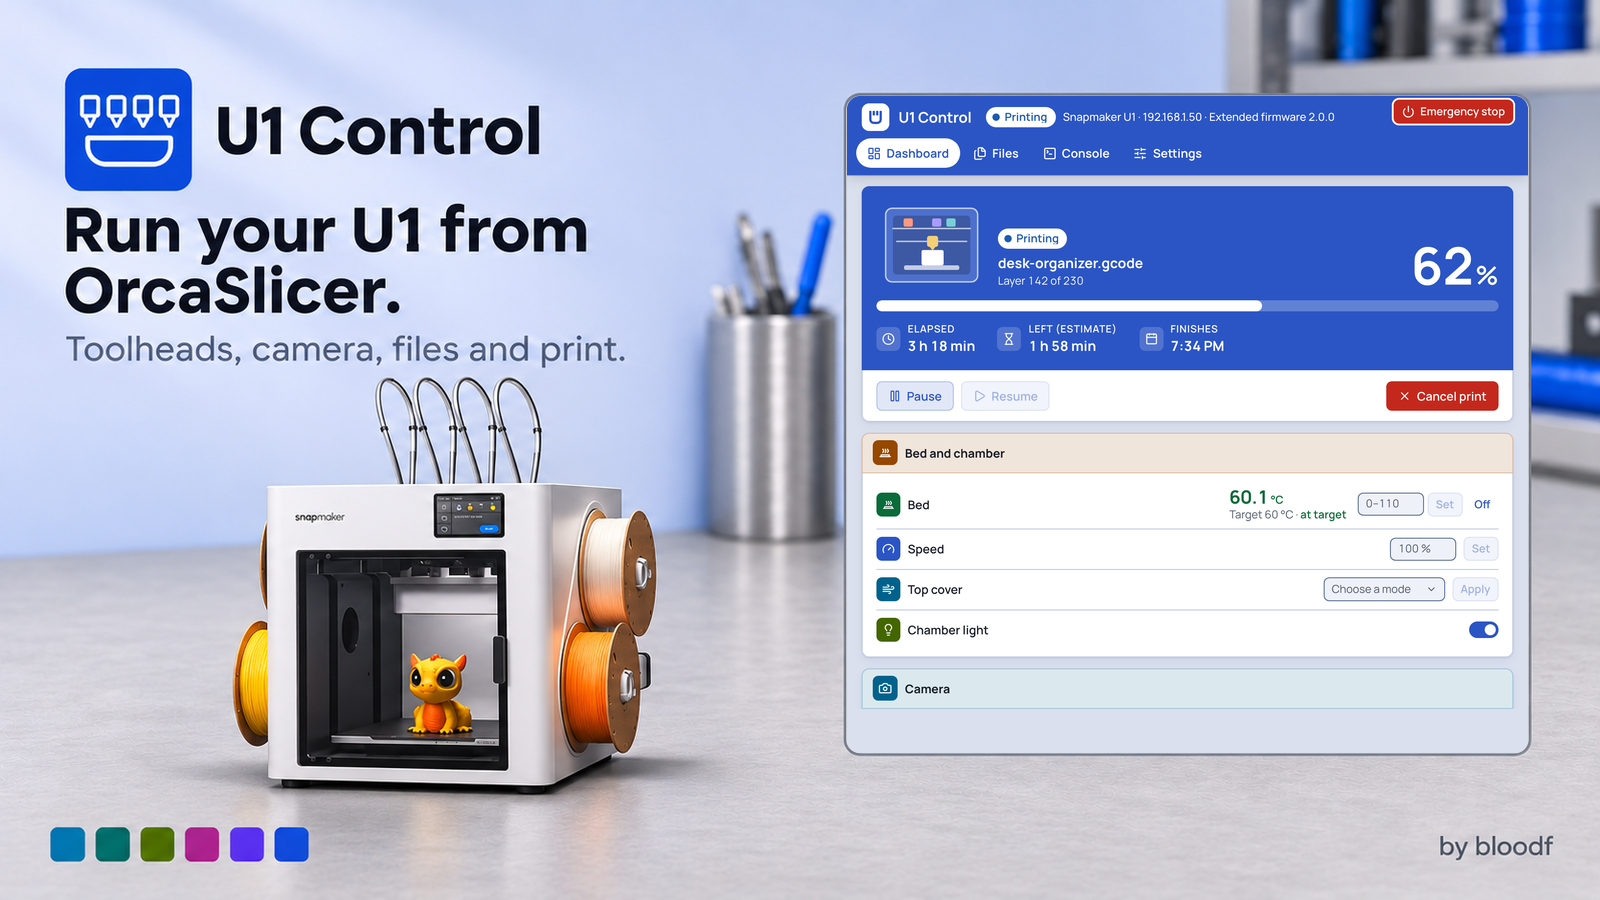 U1 Control
Run your U1 from
OrcaSlicer.
Toolheads, camera, files and print.
snapmaker
U1 Control
Printing
Snapmaker U1 · 192.168.1.50 · Extended firmware 2.0.0
Emergency stop
Dashboard
Files
Console
Settings
Printing
desk-organizer.gcode
Layer 142 of 230
62%
ELAPSED
3 h 18 min
LEFT (ESTIMATE)
1 h 58 min
FINISHES
7:34 PM
Pause
Resume
Cancel print
Bed and chamber
Bed
60.1 °C
Target 60 °C · at target
0–110
Set
Off
Speed
100 %
Set
Top cover
Choose a mode
Apply
Chamber light
Camera
by bloodf